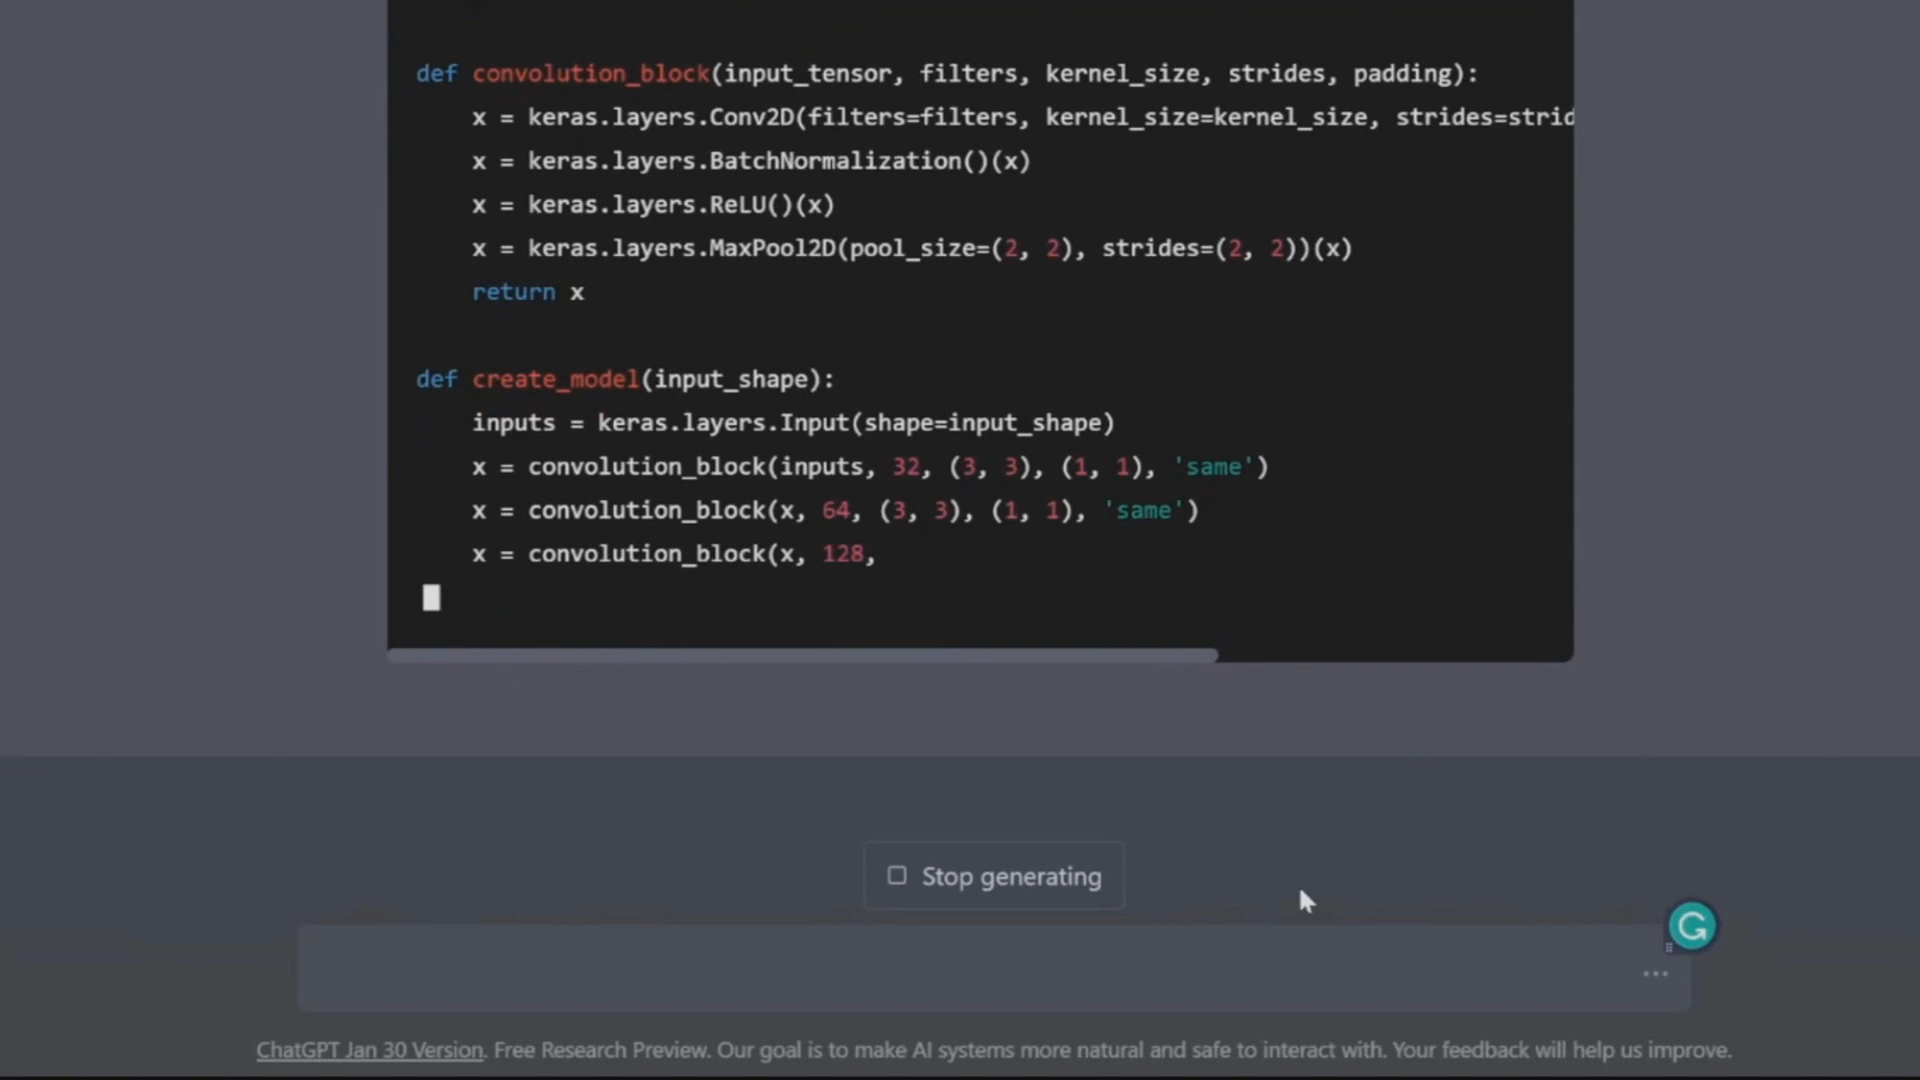 def convolution_block(input_tensor, filters, kernel_size, strides, padding):
    x = keras.layers.Conv2D(filters=filters, kernel_size=kernel_size, strides=strid
    x = keras.layers.BatchNormalization()(x)
    x = keras.layers.ReLU()(x)
    x = keras.layers.MaxPool2D(pool_size=(2, 2), strides=(2, 2))(x)
    return x
def create_model(input_shape):
    inputs = keras.layers.Input(shape=input_shape)
    x = convolution_block(inputs, 32, (3, 3), (1, 1), 'same')
    x = convolution_block(x, 64, (3, 3), (1, 1), 'same')
    x = convolution_block(x, 128,
Stop generating
G
...
ChatGPT Jan 30 Version. Free Research Preview. Our goal is to make AI systems more natural and safe to interact with. Your feedback will help us improve.